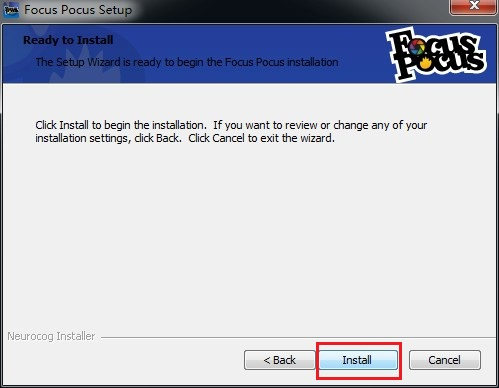 Focus Pocus Setup
Ready to Install
The Setup Wizard is ready to begin the Focus Pocus installation
Focus
Pocus
Click Install to begin the installation.  If you want to review or change any of your
installation settings, click Back.  Click Cancel to exit the wizard.
Neurocog Installer
< Back
Install
Cancel